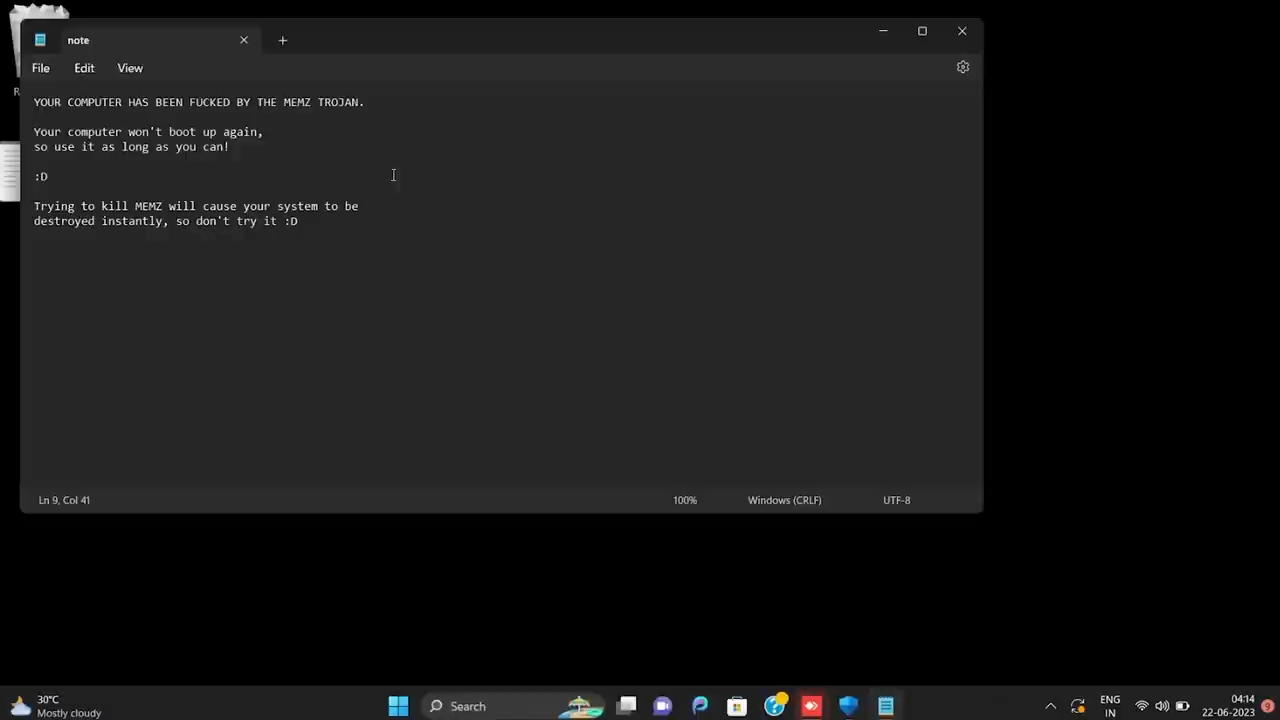 note
File Edit View
YOUR COMPUTER HAS BEEN FUCKED BY THE MEMZ TROJAN.
Your computer won't boot up again,
so use it as long as you can!
:D
Trying to kill MEMZ will cause your system to be
destroyed instantly, so don't try it :D
Ln 9, Col 41 100% Windows (CRLF) UTF-8
30°C
Mostly cloudy
Search
ENG
IN
04:14
22-06-2023
9